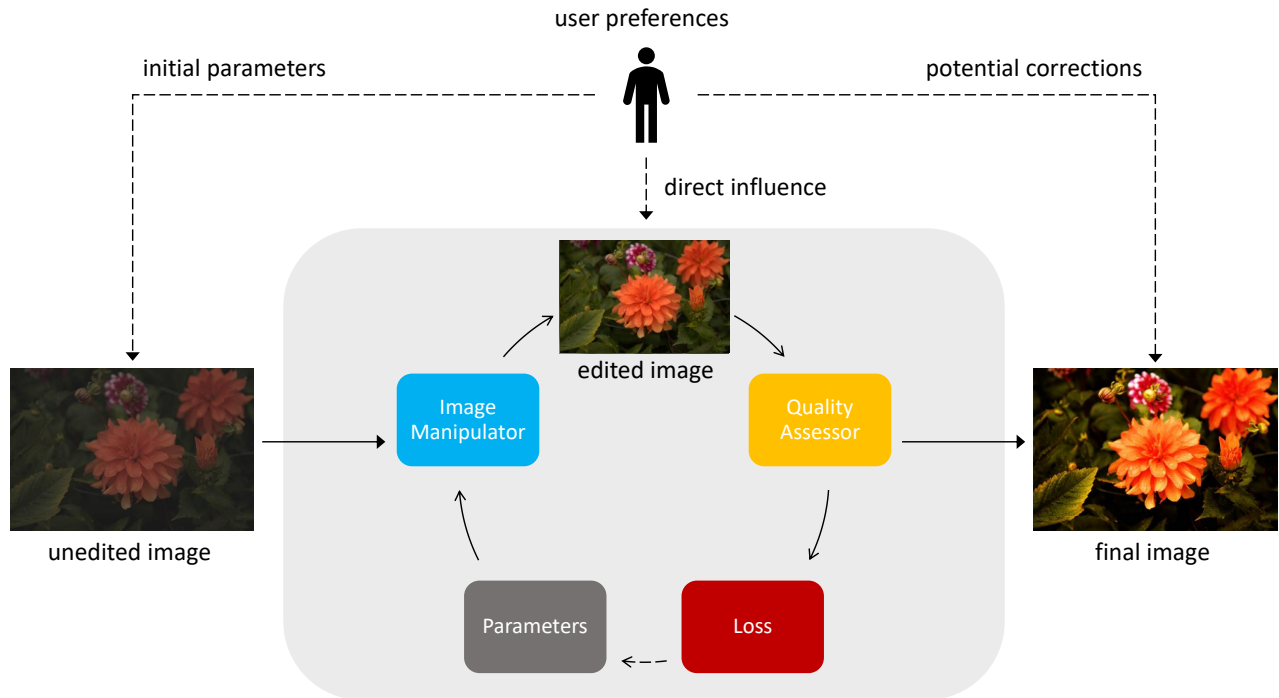 user preferences
initial parameters
potential corrections
direct influence
edited image
Image
Manipulator
Quality
Assessor
unedited image
final image
Parameters
Loss